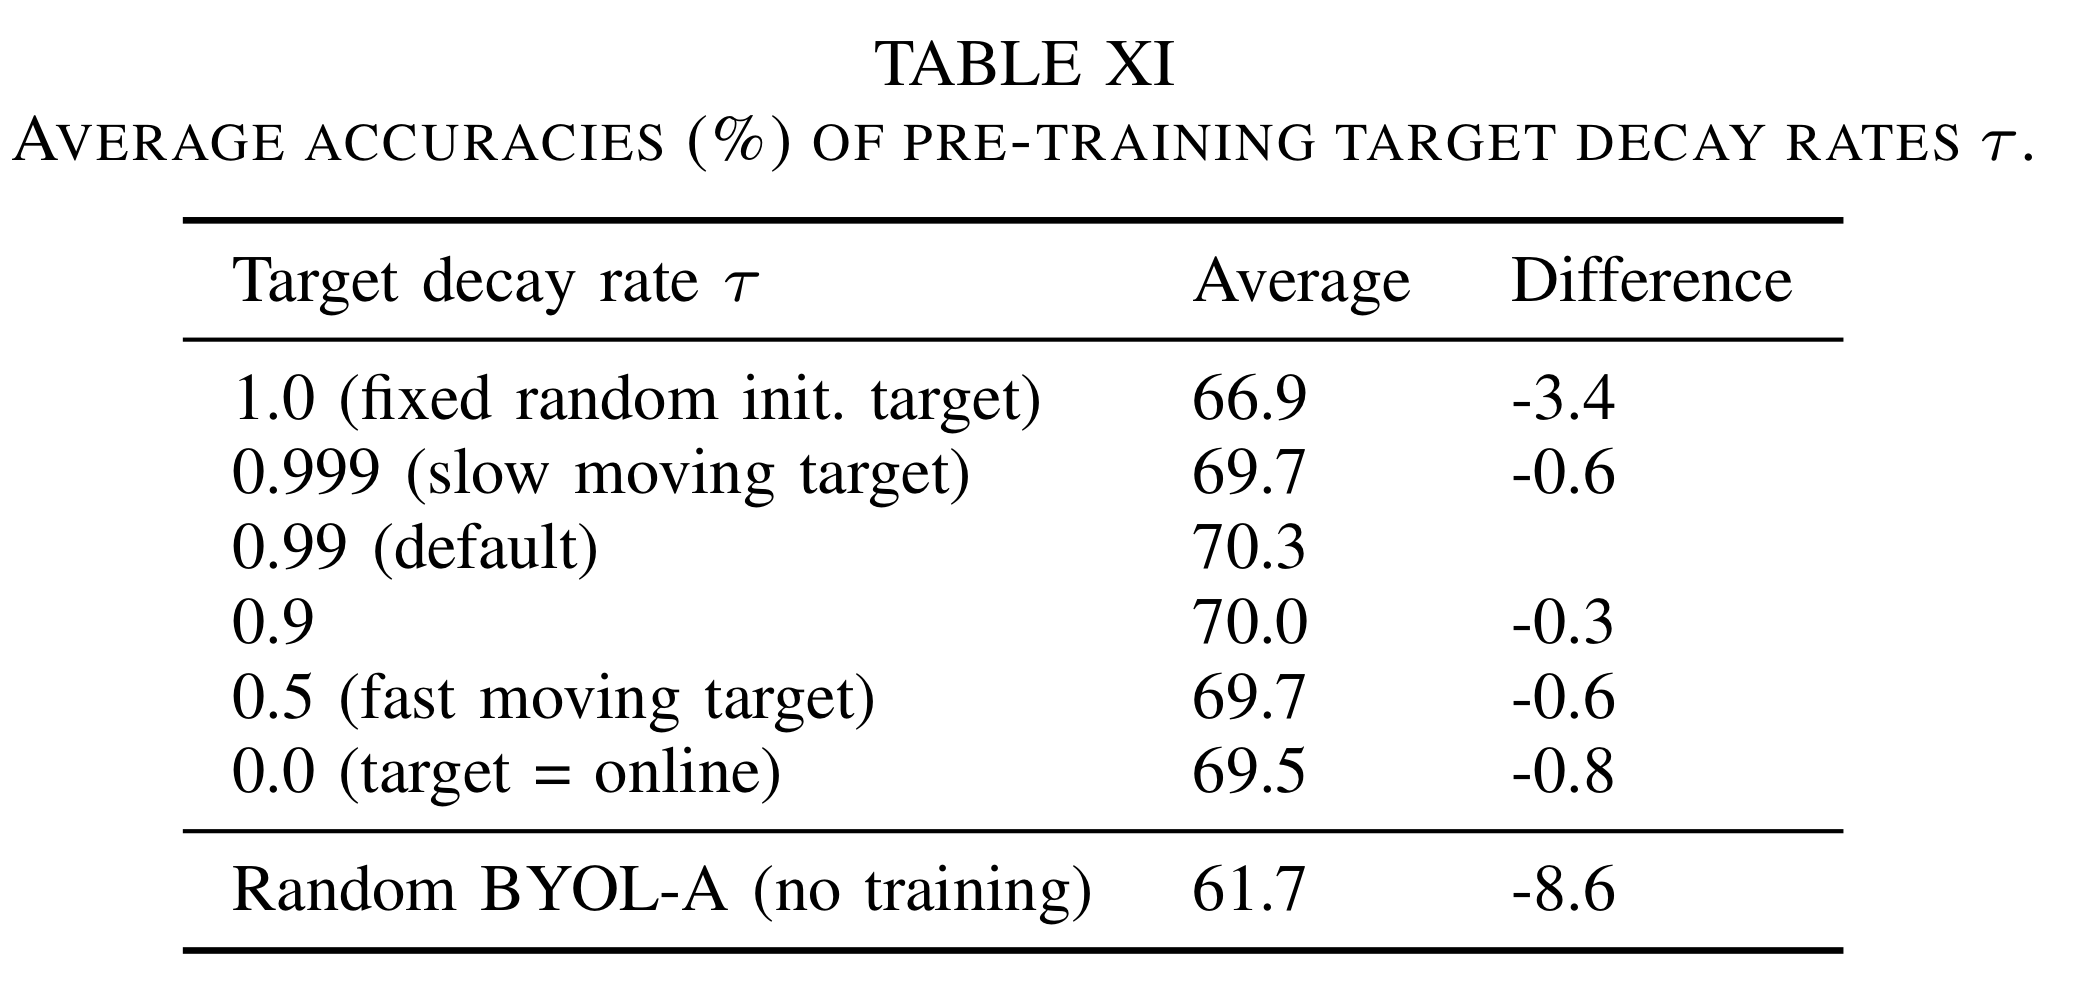 TABLE XI
AVERAGE ACCURACIES (%) OF PRE-TRAINING TARGET DECAY RATES τ.
Target decay rate τ Average Difference
1.0 (fixed random init. target) 66.9 -3.4
0.999 (slow moving target) 69.7 -0.6
0.99 (default) 70.3
0.9 70.0 -0.3
0.5 (fast moving target) 69.7 -0.6
0.0 (target = online) 69.5 -0.8
Random BYOL-A (no training) 61.7 -8.6